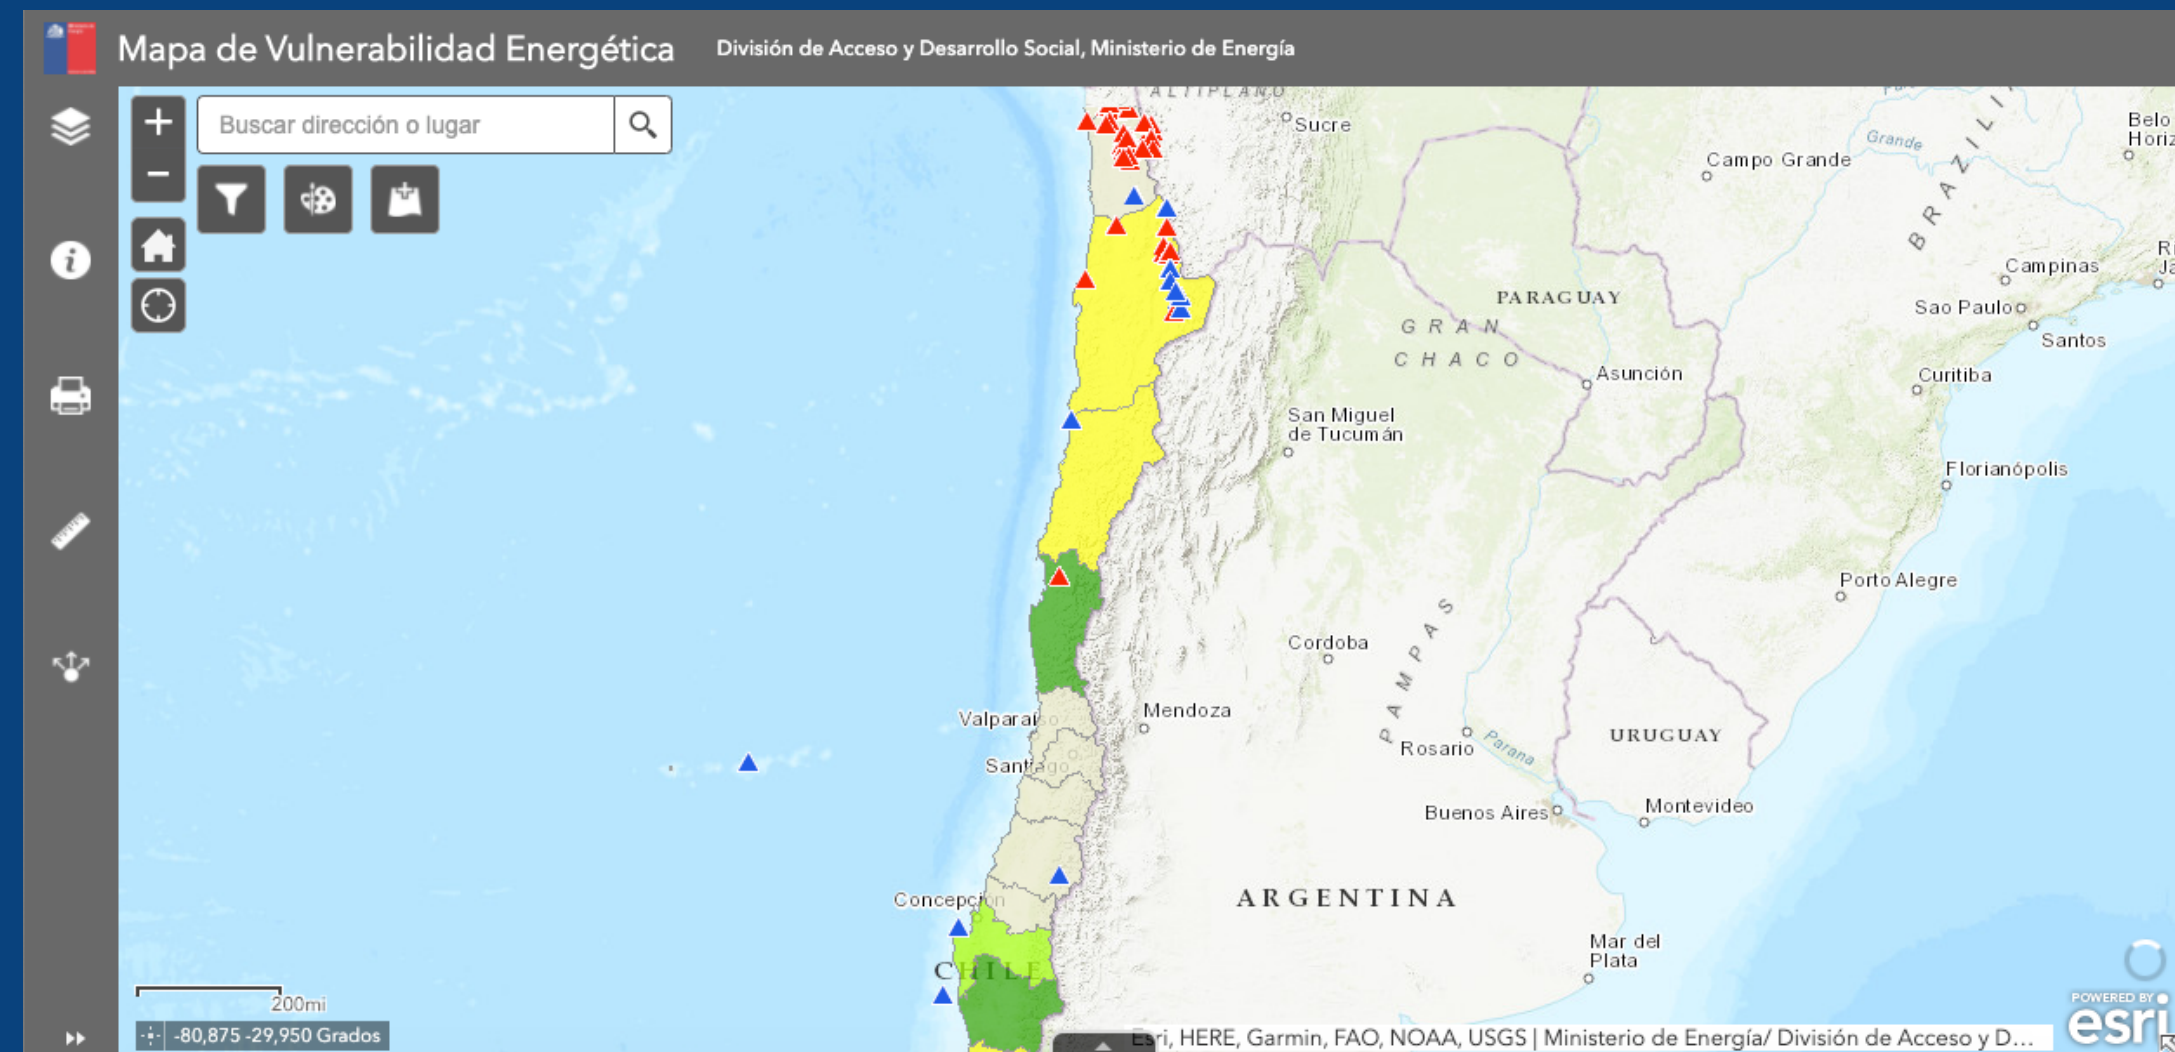 Mapa de Vulnerabilidad Energética
División de Acceso y Desarrollo Social, Ministerio de Energía
Buscar dirección o lugar
ALTIPLANO
Sucre
Campo Grande
Grande
Belo
Horiz
BRAZILI
Campinas
PARAGUAY
Sao Paulo
Santos
GRAN
CHACO
Asunción
Curitiba
San Miguel
de Tucumán
Florianópolis
Porto Alegre
Cordoba
PAMPAS
Valparaíso
Mendoza
Rosario
Parana
URUGUAY
Santiago
Buenos Aires
Montevideo
Concepción
ARGENTINA
Mar del
Plata
CHILE
200mi
-80,875 -29,950 Grados
Esri, HERE, Garmin, FAO, NOAA, USGS | Ministerio de Energía/ División de Acceso y D...
POWERED BY
esri